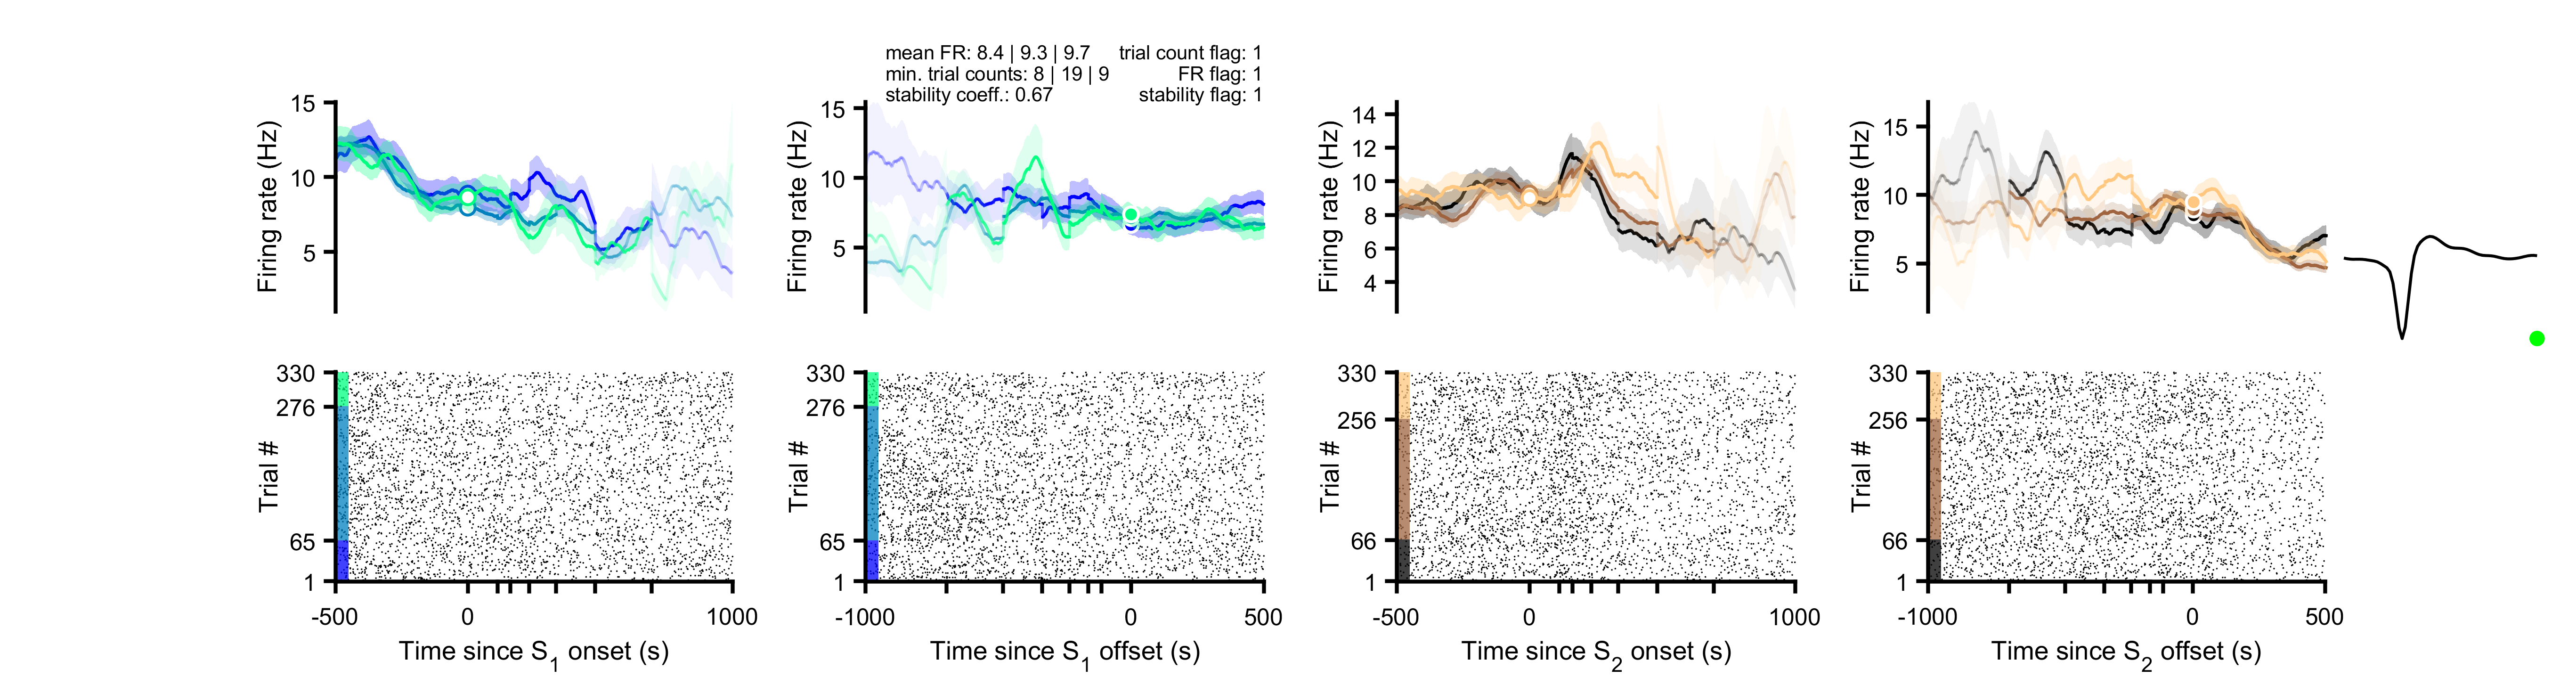 mean FR: 8.4 | 9.3 | 9.7 trial count flag: 1
min. trial counts: 8 | 19 | 9 FR flag: 1
stability coeff.: 0.67 stability flag: 1
Firing rate (Hz)
15
10
5
Firing rate (Hz)
15
10
5
Firing rate (Hz)
14
12
10
8
6
4
Firing rate (Hz)
15
10
5
Trial #
330
276
65
1
-500 0 1000
Time since S1 onset (s)
Trial #
330
276
65
1
-1000 0 500
Time since S1 offset (s)
Trial #
330
256
66
1
-500 0 1000
Time since S2 onset (s)
Trial #
330
256
66
1
-1000 0 500
Time since S2 offset (s)